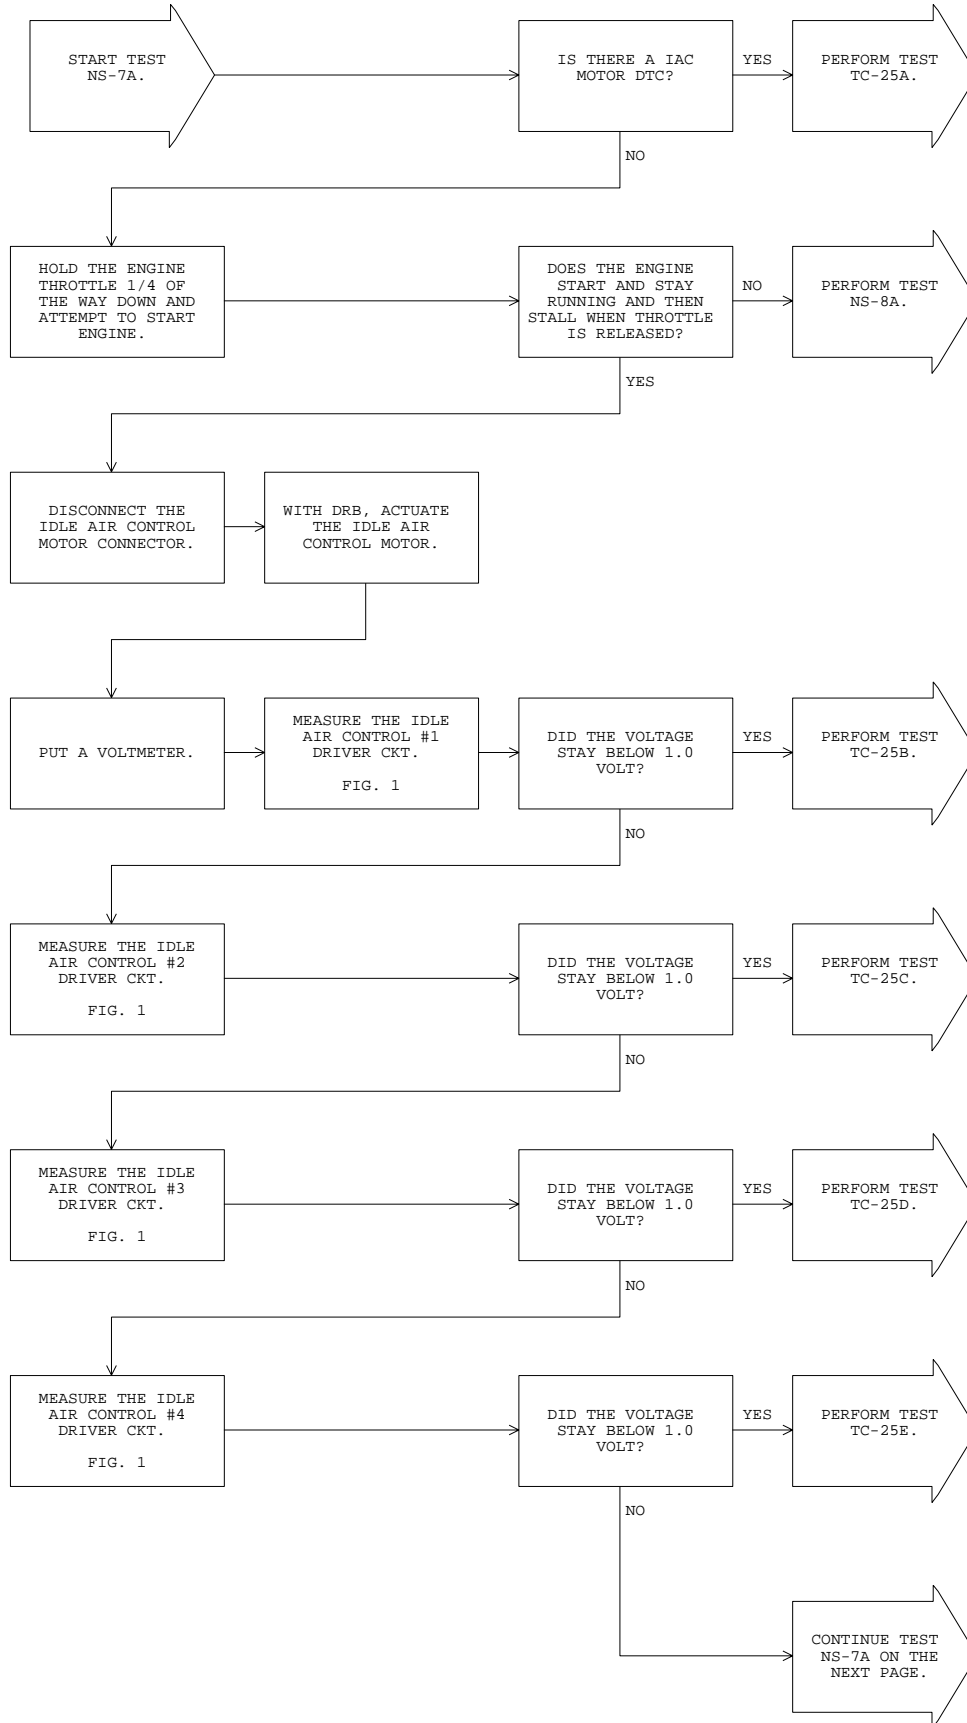 START TEST
NS-7A.
IS THERE A IAC
MOTOR DTC?
YES
PERFORM TEST
TC-25A.
NO
HOLD THE ENGINE
THROTTLE 1/4 OF
THE WAY DOWN AND
ATTEMPT TO START
ENGINE.
DOES THE ENGINE
START AND STAY
RUNNING AND THEN
STALL WHEN THROTTLE
IS RELEASED?
NO
PERFORM TEST
NS-8A.
YES
DISCONNECT THE
IDLE AIR CONTROL
MOTOR CONNECTOR.
WITH DRB, ACTUATE
THE IDLE AIR
CONTROL MOTOR.
PUT A VOLTMETER.
MEASURE THE IDLE
AIR CONTROL #1
DRIVER CKT.
FIG. 1
DID THE VOLTAGE
STAY BELOW 1.0
VOLT?
YES
PERFORM TEST
TC-25B.
NO
MEASURE THE IDLE
AIR CONTROL #2
DRIVER CKT.
FIG. 1
DID THE VOLTAGE
STAY BELOW 1.0
VOLT?
YES
PERFORM TEST
TC-25C.
NO
MEASURE THE IDLE
AIR CONTROL #3
DRIVER CKT.
FIG. 1
DID THE VOLTAGE
STAY BELOW 1.0
VOLT?
YES
PERFORM TEST
TC-25D.
NO
MEASURE THE IDLE
AIR CONTROL #4
DRIVER CKT.
FIG. 1
DID THE VOLTAGE
STAY BELOW 1.0
VOLT?
YES
PERFORM TEST
TC-25E.
NO
CONTINUE TEST
NS-7A ON THE
NEXT PAGE.